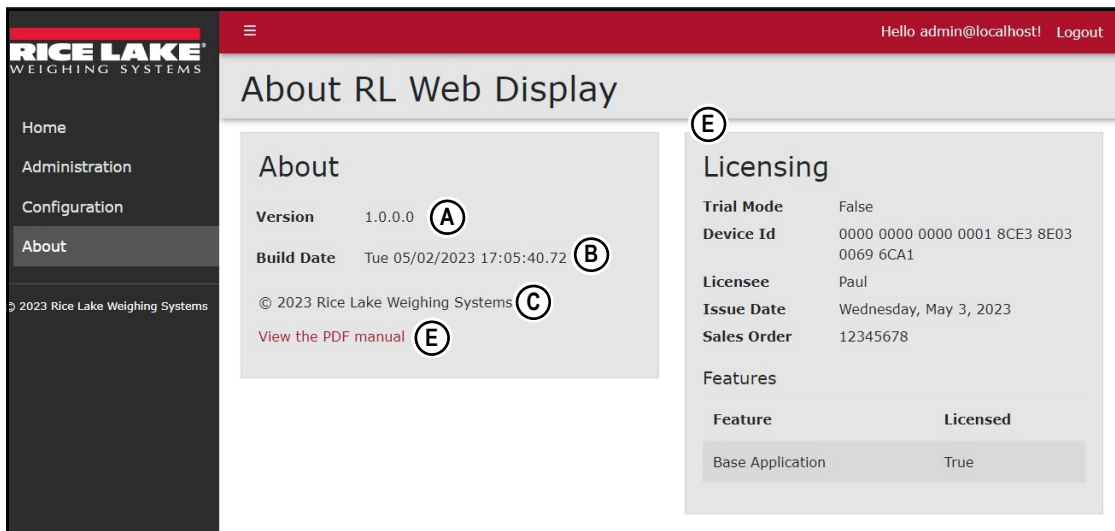 RICE LAKE®
WEIGHING SYSTEMS
Home
Administration
Configuration
About
© 2023 Rice Lake Weighing Systems
☰
Hello admin@localhost! Logout
About RL Web Display
About
Version 1.0.0.0 A
Build Date Tue 05/02/2023 17:05:40.72 B
© 2023 Rice Lake Weighing Systems C
View the PDF manual E
E
Licensing
Trial Mode False
Device Id 0000 0000 0000 0001 8CE3 8E03
0069 6CA1
Licensee Paul
Issue Date Wednesday, May 3, 2023
Sales Order 12345678
Features
Feature Licensed
Base Application True